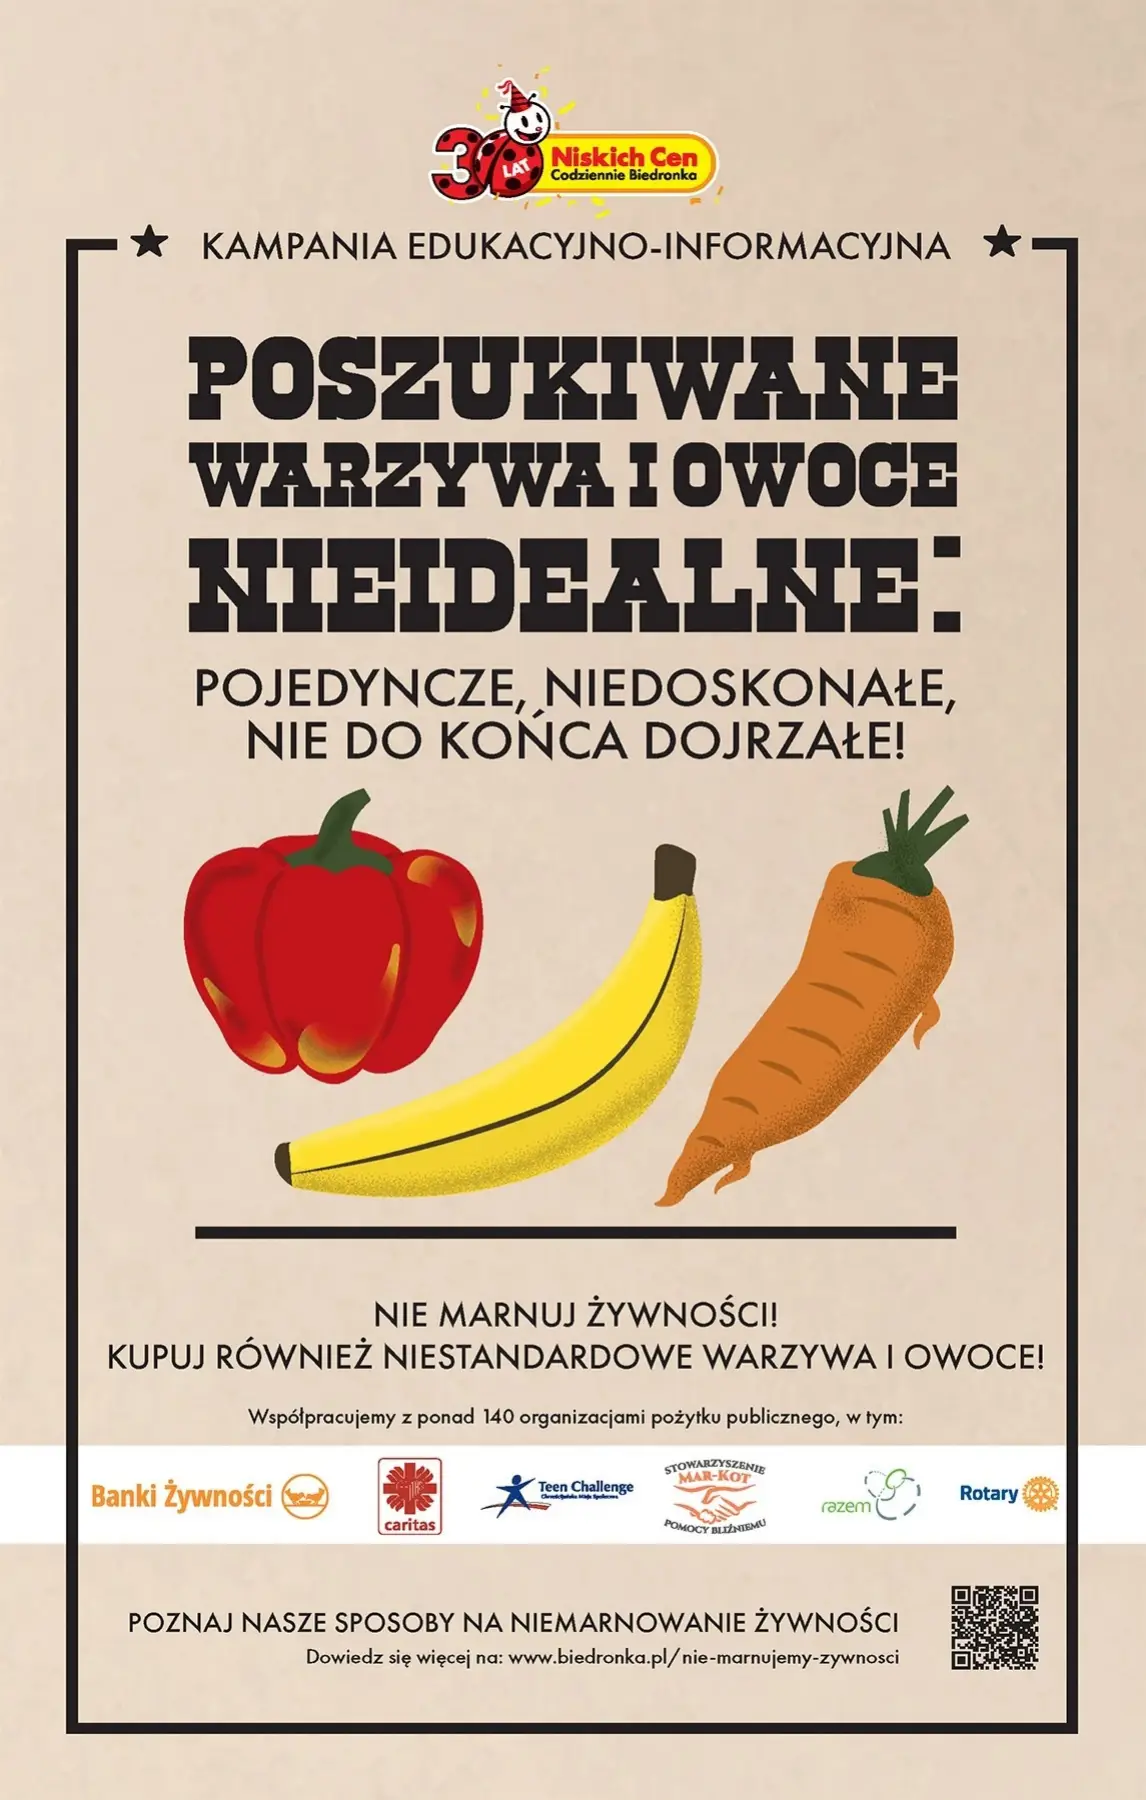 30 LAT
Niskich Cen
Codziennie Biedronka
KAMPANIA EDUKACYJNO-INFORMACYJNA
POSZUKIWANE
WARZYWA I OWOCE
NIEIDEALNE:
POJEDYNCZE, NIEDOSKONAŁE,
NIE DO KOŃCA DOJRZAŁE!
NIE MARNUJ ŻYWNOŚCI!
KUPUJ RÓWNIEŻ NIESTANDARDOWE WARZYWA I OWOCE!
Współpracujemy z ponad 140 organizacjami pożytku publicznego, w tym:
Banki Żywności
caritas
Teen Challenge
Chrześcijańska Misja Społeczna
STOWARZYSZENIE
MAR-KOT
POMOCY BLIŹNIEMU
razem
Rotary
POZNAJ NASZE SPOSOBY NA NIEMARNOWANIE ŻYWNOŚCI
Dowiedz się więcej na: www.biedronka.pl/nie-marnujemy-zywnosci